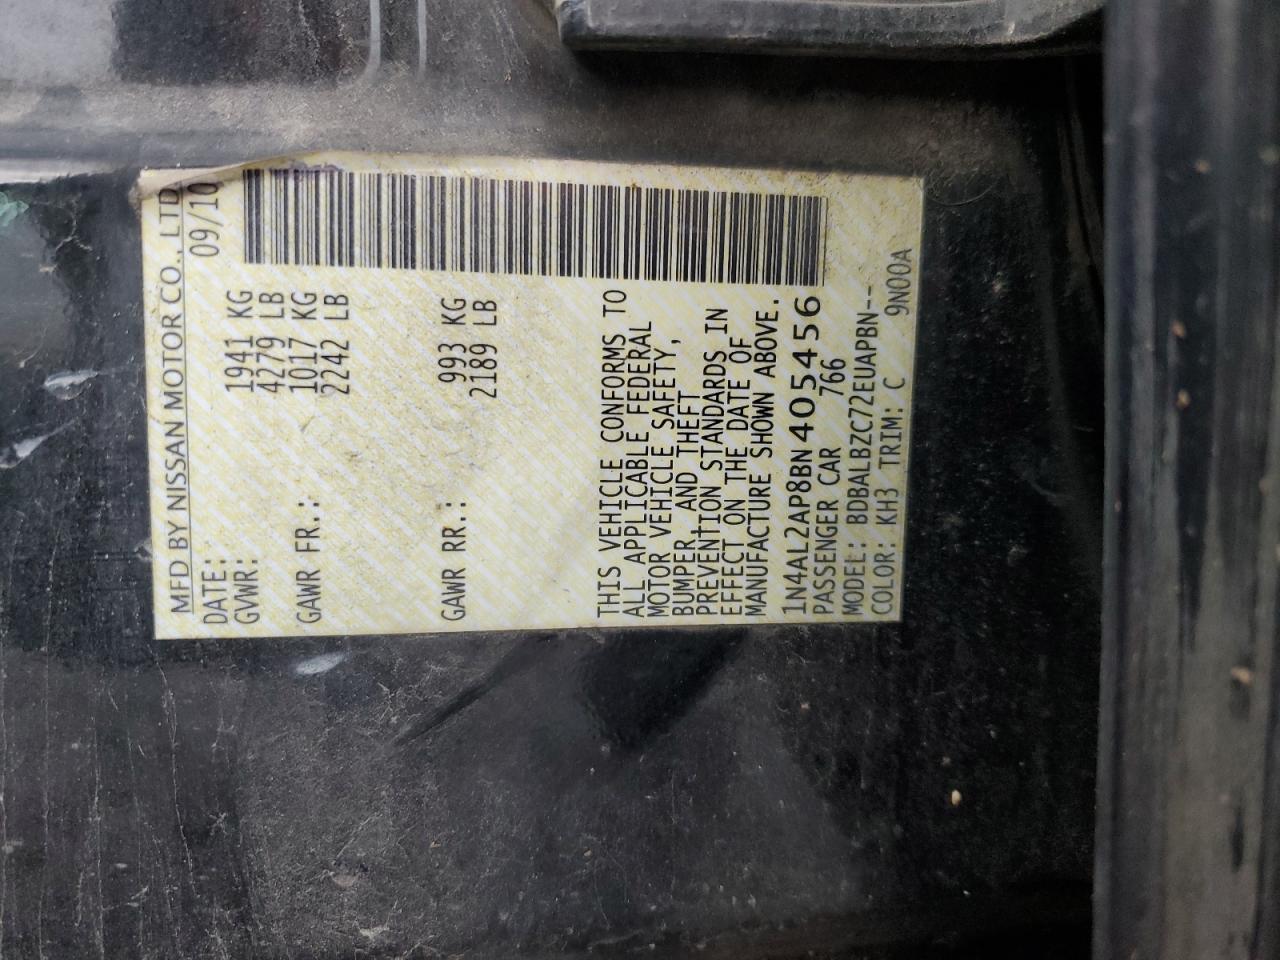 MFD BY NISSAN MOTOR CO., LTD
DATE: 09/10
GVWR: 1941 KG
4279 LB
GAWR FR.: 1017 KG
2242 LB
GAWR RR.: 993 KG
2189 LB
THIS VEHICLE CONFORMS TO
ALL APPLICABLE FEDERAL
MOTOR VEHICLE SAFETY,
BUMPER, AND THEFT
PREVENTION STANDARDS IN
EFFECT ON THE DATE OF
MANUFACTURE SHOWN ABOVE.
1N4AL2AP8BN405456
PASSENGER CAR 766
MODEL: BDBALBZC72EUAPBN--
COLOR: KH3 TRIM: C 9N00A